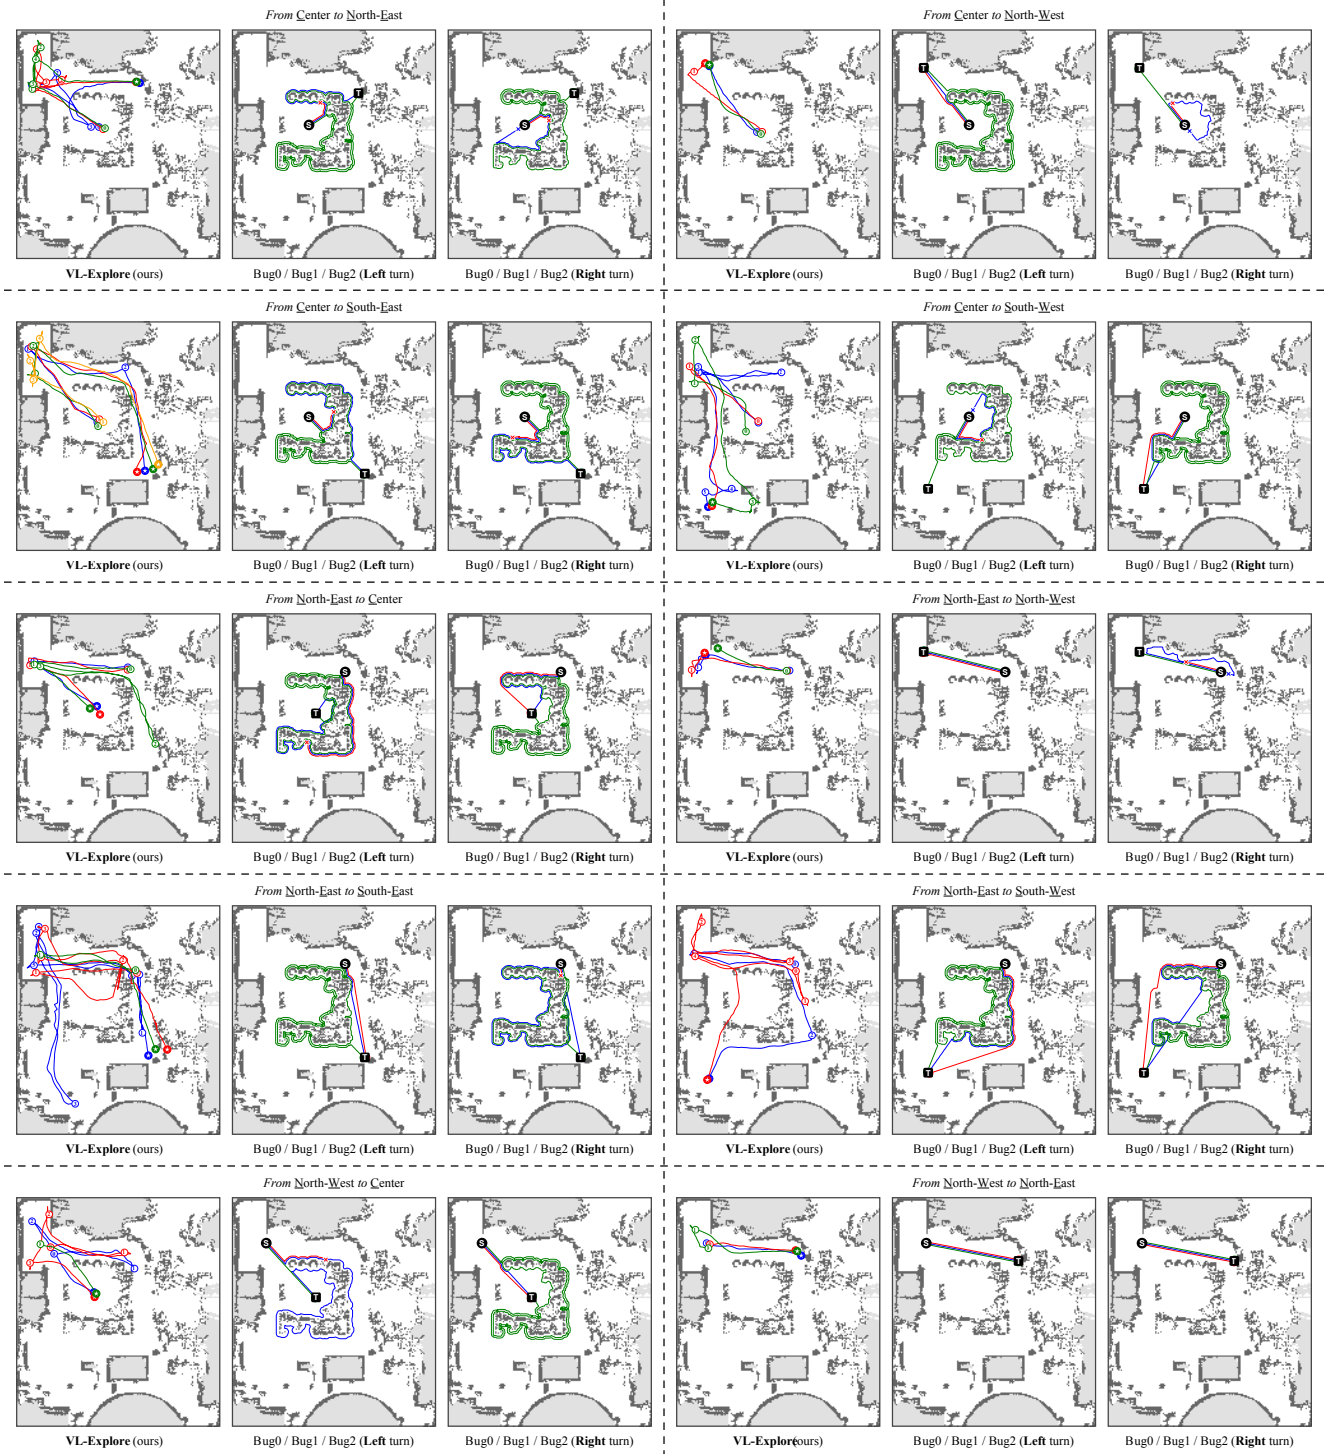 From Center to North-East
From Center to North-West
S
T
S
T
T
S
T
S
VL-Explore (ours)
Bug0 / Bug1 / Bug2 (Left turn)
Bug0 / Bug1 / Bug2 (Right turn)
VL-Explore (ours)
Bug0 / Bug1 / Bug2 (Left turn)
Bug0 / Bug1 / Bug2 (Right turn)
From Center to South-East
From Center to South-West
S
T
S
T
S
T
S
T
VL-Explore (ours)
Bug0 / Bug1 / Bug2 (Left turn)
Bug0 / Bug1 / Bug2 (Right turn)
VL-Explore (ours)
Bug0 / Bug1 / Bug2 (Left turn)
Bug0 / Bug1 / Bug2 (Right turn)
From North-East to Center
From North-East to North-West
S
T
S
T
T
S
T
S
VL-Explore (ours)
Bug0 / Bug1 / Bug2 (Left turn)
Bug0 / Bug1 / Bug2 (Right turn)
VL-Explore (ours)
Bug0 / Bug1 / Bug2 (Left turn)
Bug0 / Bug1 / Bug2 (Right turn)
From North-East to South-East
From North-East to South-West
S
T
S
T
S
T
S
T
VL-Explore (ours)
Bug0 / Bug1 / Bug2 (Left turn)
Bug0 / Bug1 / Bug2 (Right turn)
VL-Explore (ours)
Bug0 / Bug1 / Bug2 (Left turn)
Bug0 / Bug1 / Bug2 (Right turn)
From North-West to Center
From North-West to North-East
S
T
S
T
S
T
S
T
VL-Explore (ours)
Bug0 / Bug1 / Bug2 (Left turn)
Bug0 / Bug1 / Bug2 (Right turn)
VL-Explore(ours)
Bug0 / Bug1 / Bug2 (Left turn)
Bug0 / Bug1 / Bug2 (Right turn)